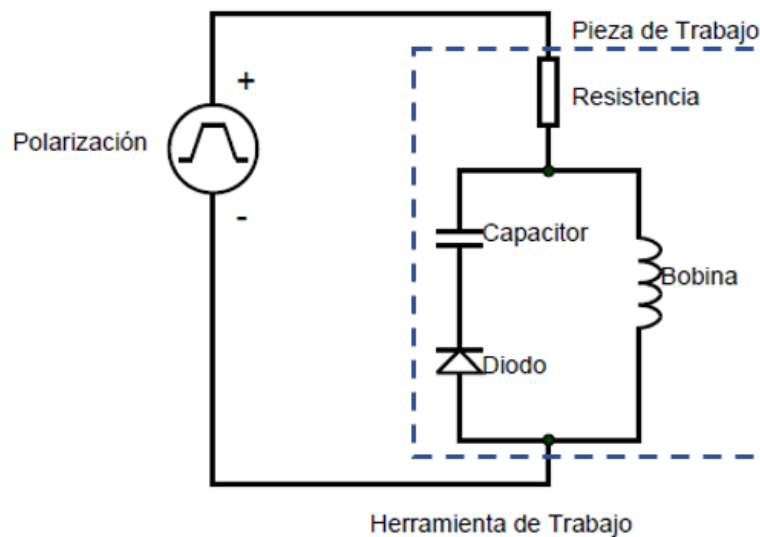 Pieza de Trabajo
+
Resistencia
Polarización
-
Capacitor
Bobina
Diodo
Herramienta de Trabajo